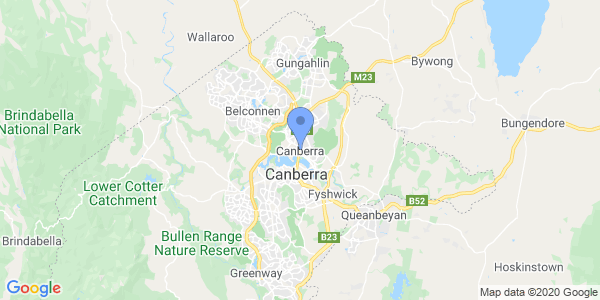 Wallaroo
Gungahlin
Bywong
M23
Brindabella
National Park
Belconnen
Bungendore
Canberra
Canberra
Lower Cotter
Catchment
Fyshwick
B52
Queanbeyan
Bullen Range
Nature Reserve
B23
Brindabella
Hoskinstown
Greenway
Google
Map data ©2020 Google